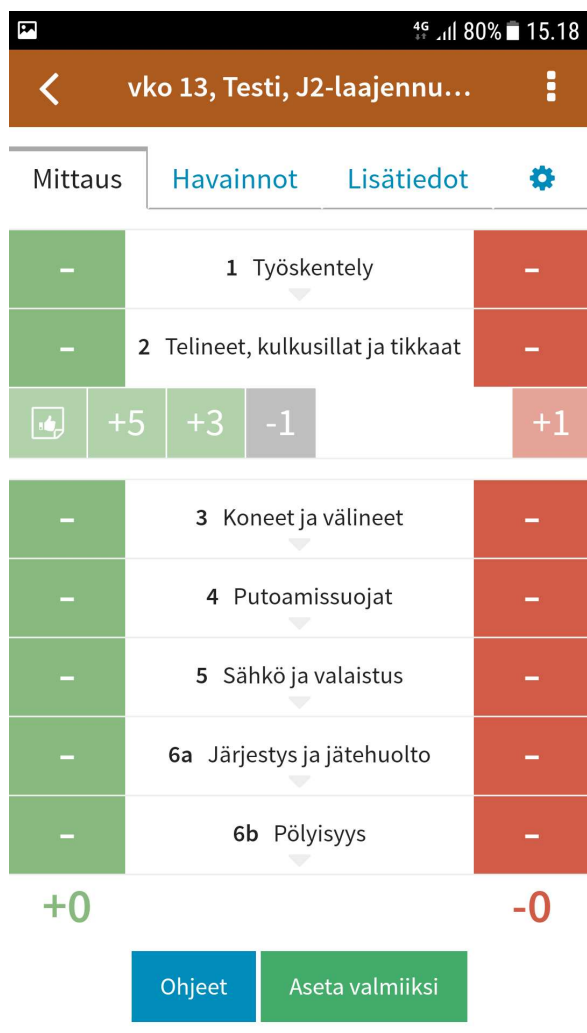 4G 80% 15.18
vko 13, Testi, J2-laajennu...
Mittaus Havainnot Lisätiedot
- 1 Työskentely -
- 2 Telineet, kulkusillat ja tikkaat -
+5 +3 -1 +1
- 3 Koneet ja välineet -
- 4 Putoamissuojat -
- 5 Sähkö ja valaistus -
- 6a Järjestys ja jätehuolto -
- 6b Pölyisyys -
+0 -0
Ohjeet Aseta valmiiksi